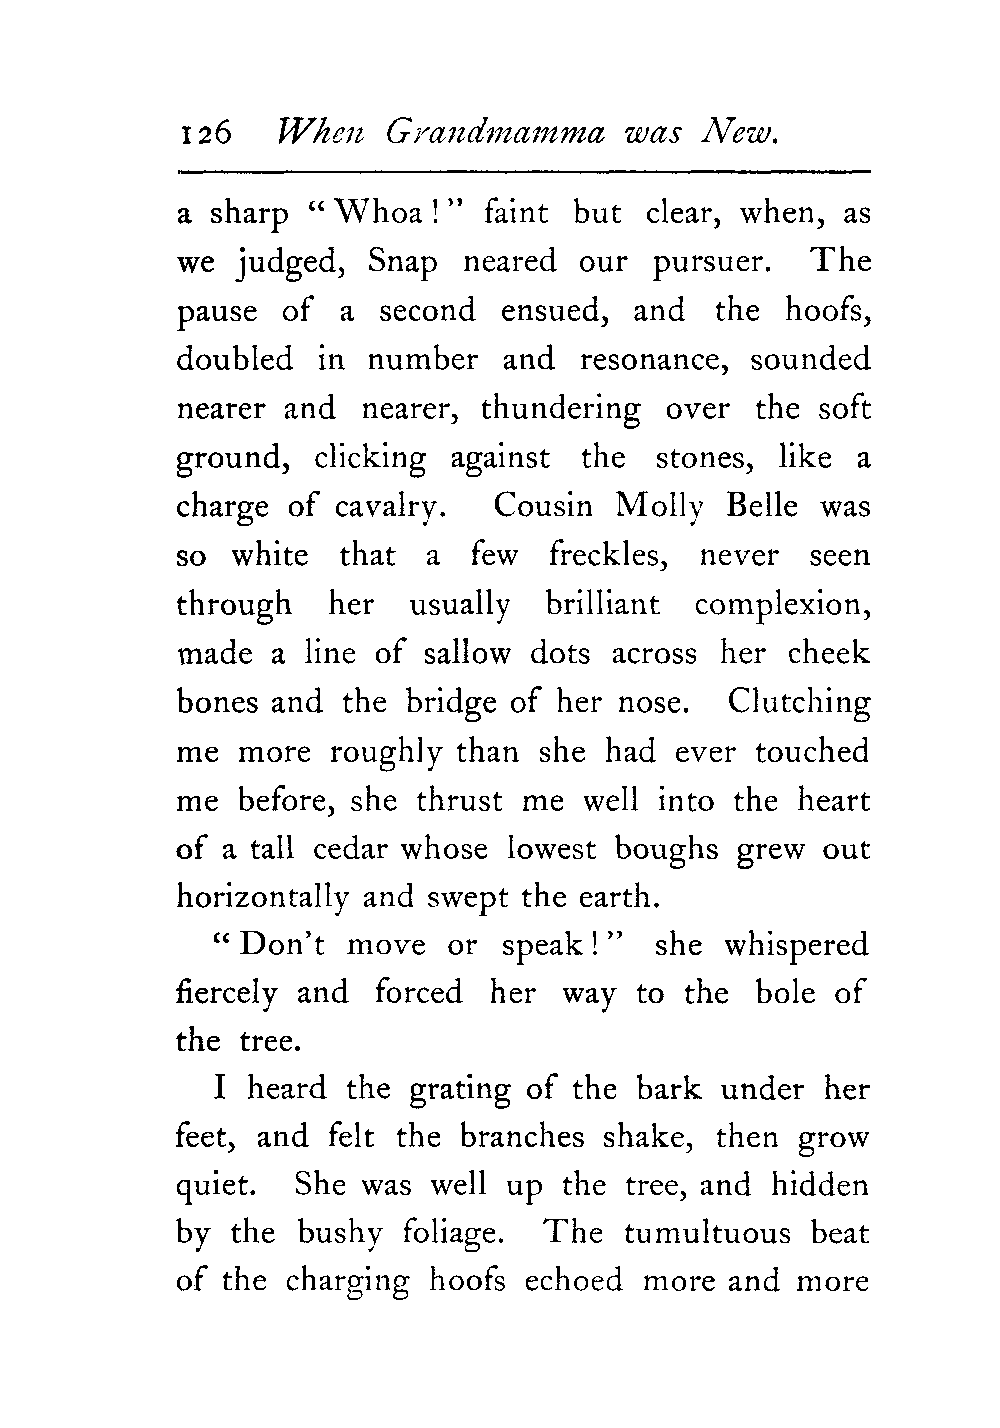 126 When Grandmamma was New.
a sharp “Whoa!” faint but clear, when, as
we judged, Snap neared our pursuer. The
pause of a second ensued, and the hoofs,
doubled in number and resonance, sounded
nearer and nearer, thundering over the soft
ground, clicking against the stones, like a
charge of cavalry. Cousin Molly Belle was
so white that a few freckles, never seen
through her usually brilliant complexion,
made a line of sallow dots across her cheek
bones and the bridge of her nose. Clutching
me more roughly than she had ever touched
me before, she thrust me well into the heart
of a tall cedar whose lowest boughs grew out
horizontally and swept the earth.
“Don’t move or speak!” she whispered
fiercely and forced her way to the bole of
the tree.
I heard the grating of the bark under her
feet, and felt the branches shake, then grow
quiet. She was well up the tree, and hidden
by the bushy foliage. The tumultuous beat
of the charging hoofs echoed more and more